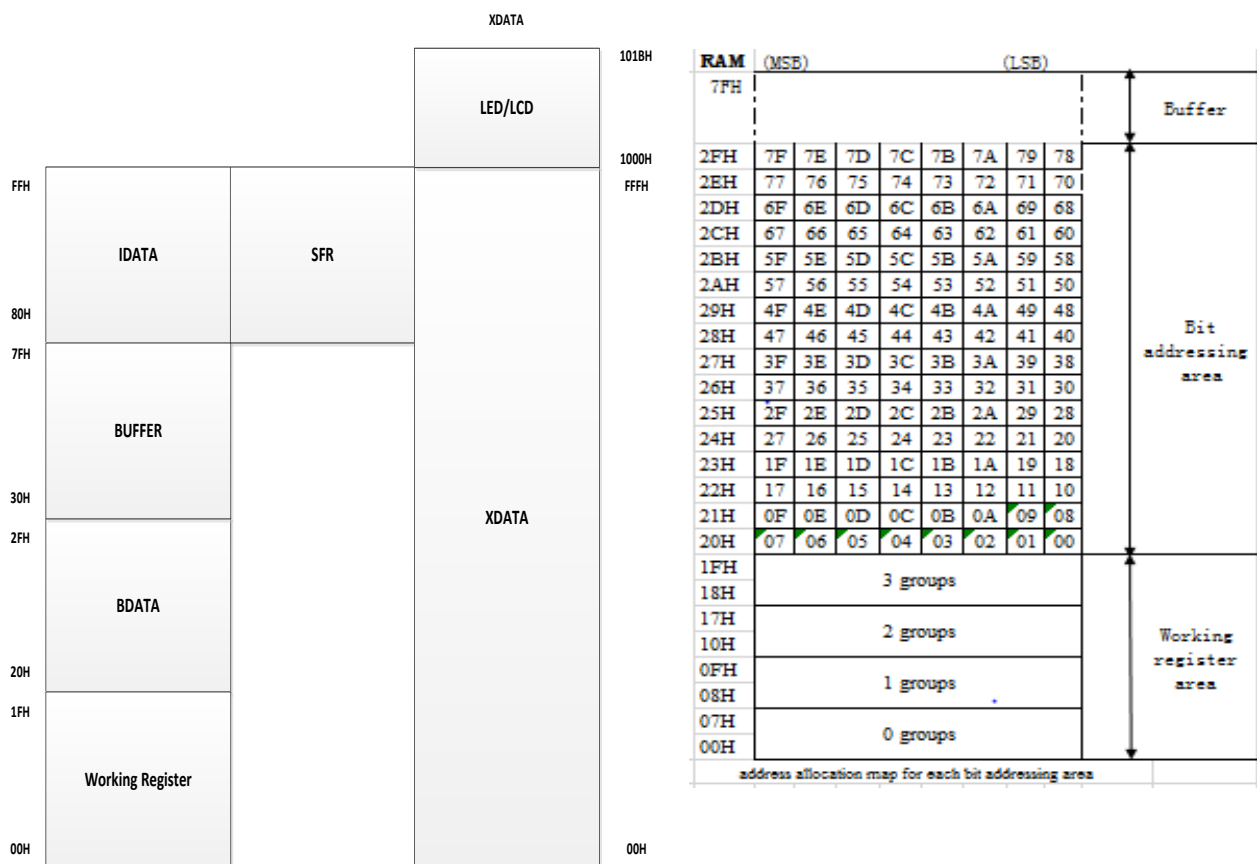 XDATA
101BH
LED/LCD
1000H
FFH
FFFH
IDATA
SFR
80H
7FH
BUFFER
30H
2FH
XDATA
BDATA
20H
1FH
Working Register
00H
00H
RAM (MSB) (LSB)
7FH
Buffer
2FH 7F 7E 7D 7C 7B 7A 79 78
2EH 77 76 75 74 73 72 71 70
2DH 6F 6E 6D 6C 6B 6A 69 68
2CH 67 66 65 64 63 62 61 60
2BH 5F 5E 5D 5C 5B 5A 59 58
2AH 57 56 55 54 53 52 51 50
29H 4F 4E 4D 4C 4B 4A 49 48
28H 47 46 45 44 43 42 41 40
27H 3F 3E 3D 3C 3B 3A 39 38
26H 37 36 35 34 33 32 31 30
25H 2F 2E 2D 2C 2B 2A 29 28
24H 27 26 25 24 23 22 21 20
23H 1F 1E 1D 1C 1B 1A 19 18
22H 17 16 15 14 13 12 11 10
21H 0F 0E 0D 0C 0B 0A 09 08
20H 07 06 05 04 03 02 01 00
Bit
addressing
area
1FH
3 groups
18H
17H
2 groups
10H
0FH
1 groups
08H
07H
0 groups
00H
Working
register
area
address allocation map for each bit addressing area